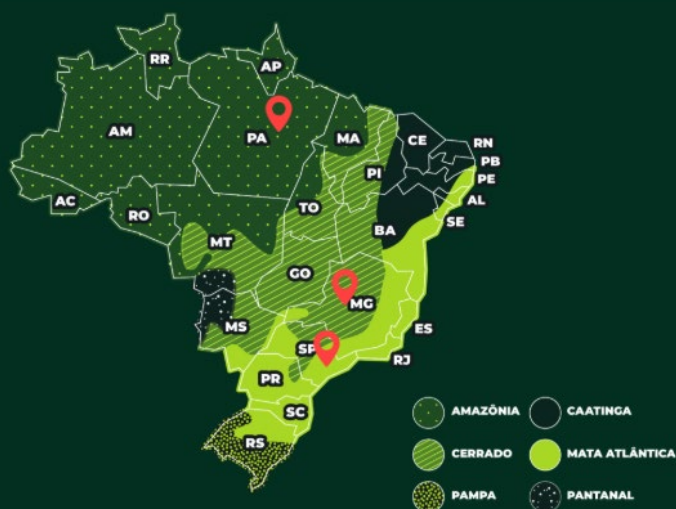 RR
AP
AM
PA
MA
CE
RN
PB
PI
PE
AC
TO
AL
RO
SE
MT
BA
GO
MG
MS
ES
SP
RJ
PR
SC
RS
AMAZÔNIA
CAATINGA
CERRADO
MATA ATLÂNTICA
PAMPA
PANTANAL